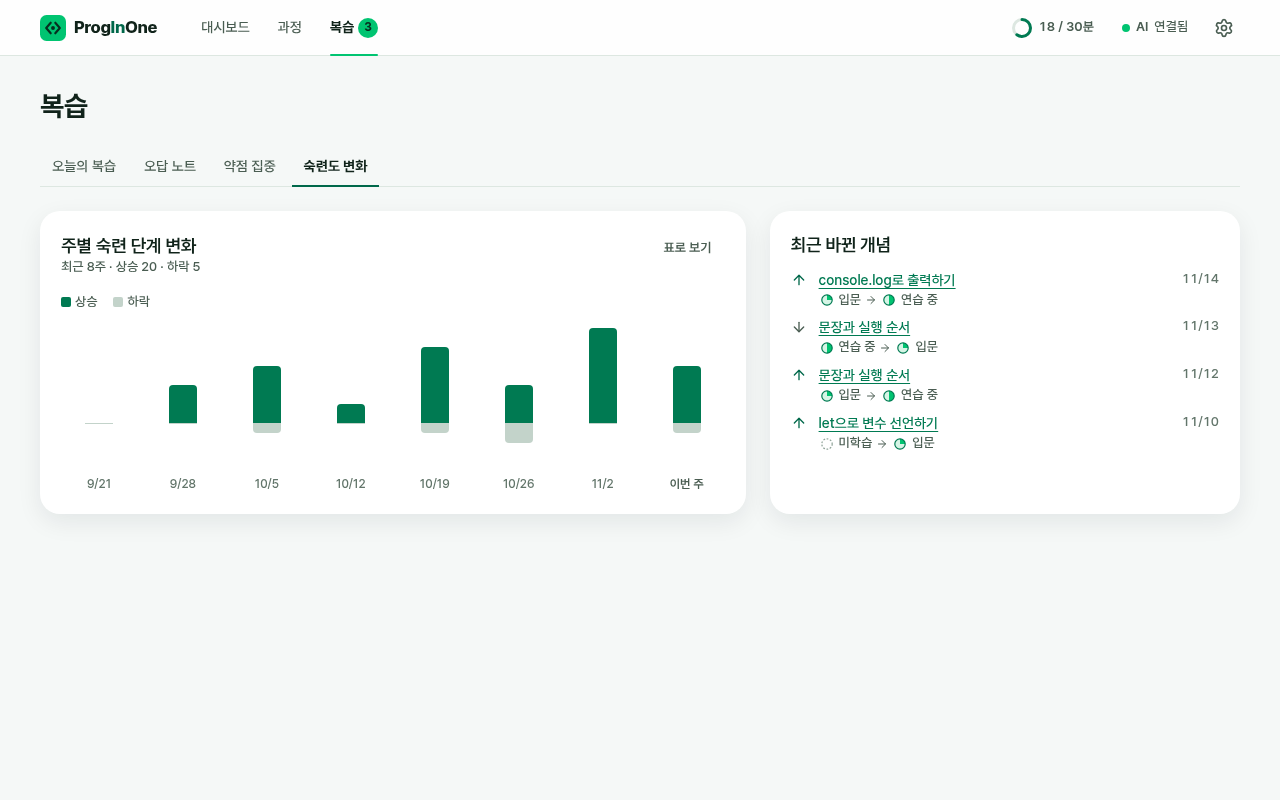 ProgInOne
대시보드
과정
복습 3
18 / 30분
AI 연결됨
복습
오늘의 복습
오답 노트
약점 집중
숙련도 변화
주별 숙련 단계 변화
최근 8주 · 상승 20 · 하락 5
표로 보기
상승
하락
9/21
9/28
10/5
10/12
10/19
10/26
11/2
이번 주
최근 바뀐 개념
console.log로 출력하기
11/14
입문 → 연습 중
문장과 실행 순서
11/13
연습 중 → 입문
문장과 실행 순서
11/12
입문 → 연습 중
let으로 변수 선언하기
11/10
미학습 → 입문